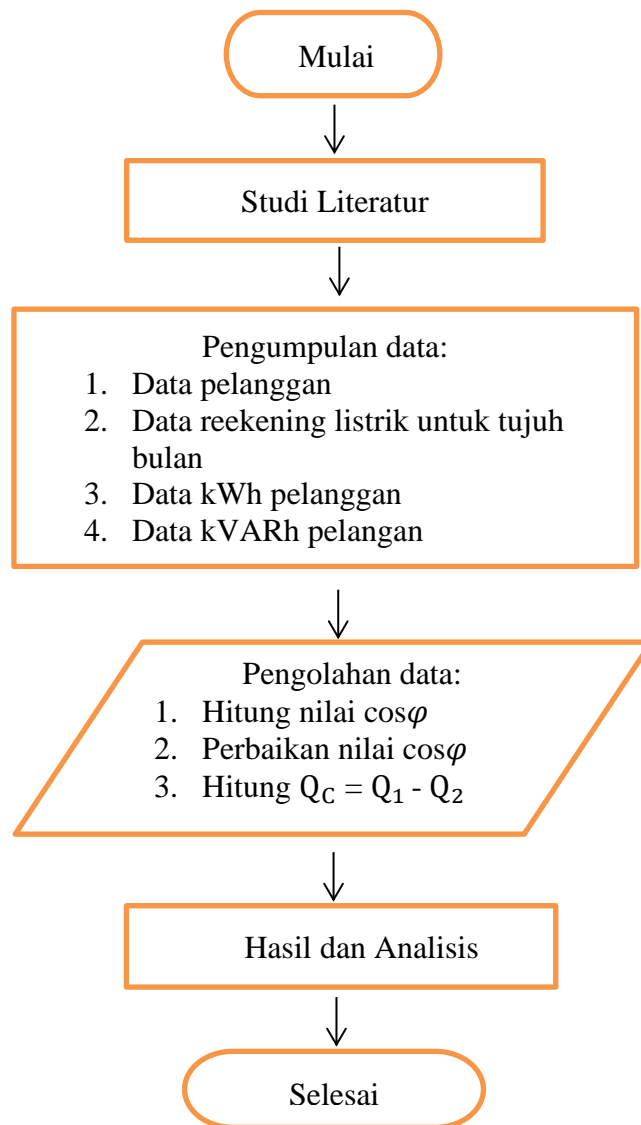 Mulai
Studi Literatur
Pengumpulan data:
1. Data pelanggan
2. Data reekening listrik untuk tujuh
bulan
3. Data kWh pelanggan
4. Data kVARh pelangan
Pengolahan data:
1. Hitung nilai cosφ
2. Perbaikan nilai cosφ
3. Hitung Q_C = Q₁ - Q₂
Hasil dan Analisis
Selesai